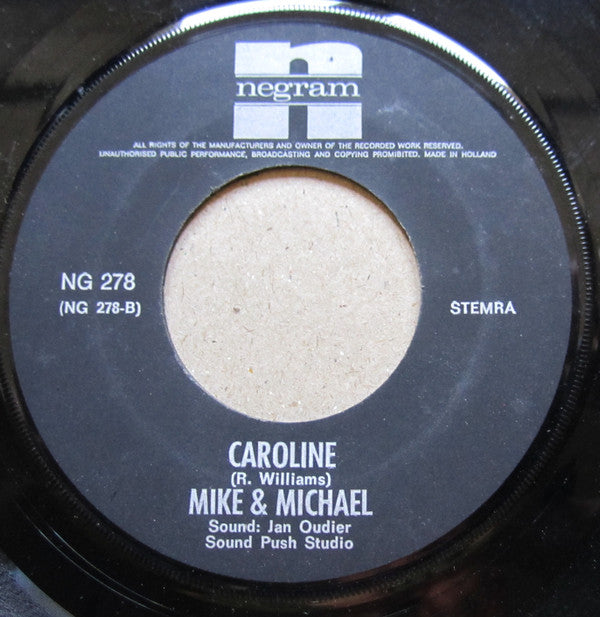 n
negram
ALL RIGHTS OF THE MANUFACTURERS AND OWNER OF THE RECORDED WORK RESERVED.
UNAUTHORISED PUBLIC PERFORMANCE, BROADCASTING AND COPYING PROHIBITED. MADE IN HOLLAND
NG 278
(NG 278-B)
STEMRA
CAROLINE
(R. Williams)
MIKE & MICHAEL
Sound: Jan Oudier
Sound Push Studio